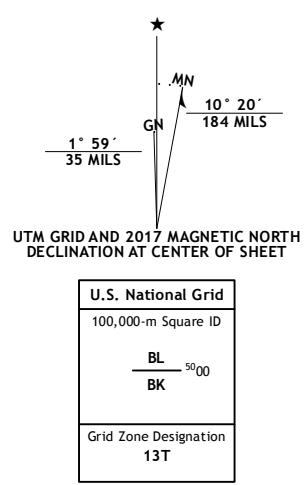 ★
MN
GN
10° 20´
184 MILS
1° 59´
35 MILS
UTM GRID AND 2017 MAGNETIC NORTH
DECLINATION AT CENTER OF SHEET
U.S. National Grid
100,000-m Square ID
BL
⁵⁰00
BK
Grid Zone Designation
13T